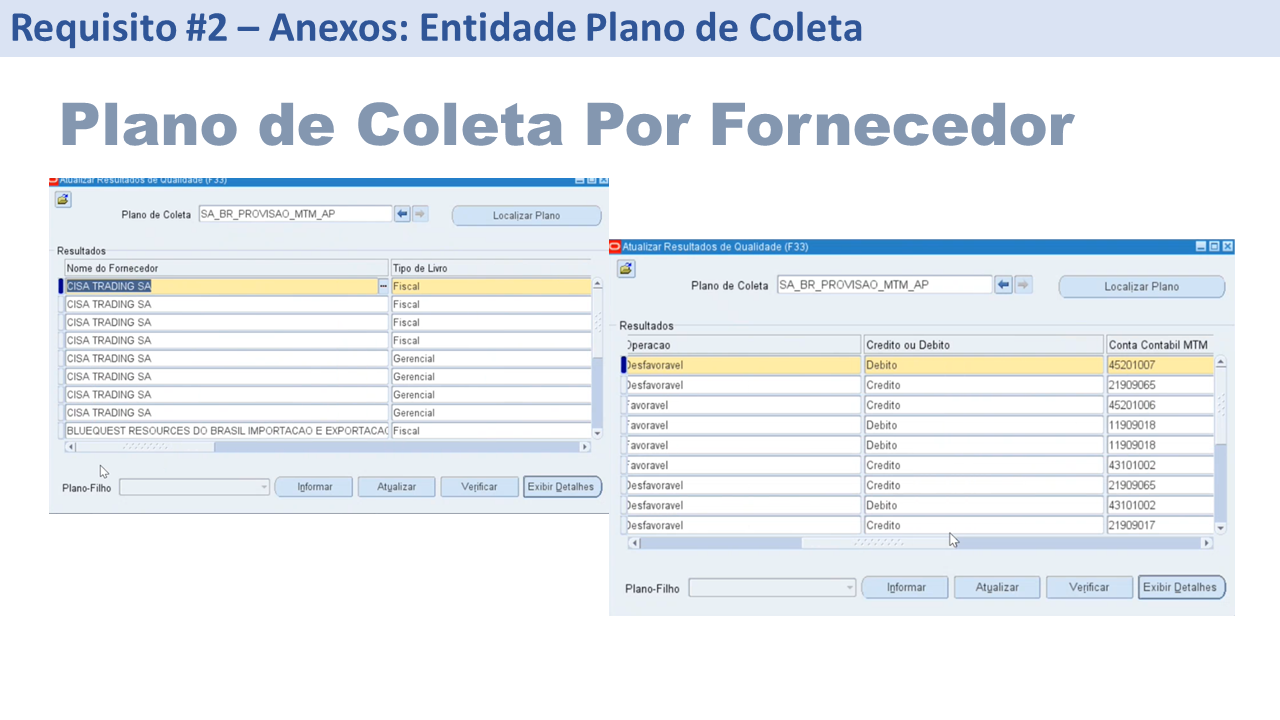 Requisito #2 – Anexos: Entidade Plano de Coleta
Plano de Coleta Por Fornecedor
Atualizar Resultados de Qualidade (F33)
Plano de Coleta SA_BR_PROVISAO_MTM_AP Localizar Plano
Resultados
Nome do Fornecedor Tipo de Livro
CISA TRADING SA Fiscal
CISA TRADING SA Fiscal
CISA TRADING SA Fiscal
CISA TRADING SA Fiscal
CISA TRADING SA Gerencial
CISA TRADING SA Gerencial
CISA TRADING SA Gerencial
CISA TRADING SA Gerencial
BLUEQUEST RESOURCES DO BRASIL IMPORTACAO E EXPORTACAO Fiscal
Plano-Filho Informar Atualizar Verificar Exibir Detalhes
Atualizar Resultados de Qualidade (F33)
Plano de Coleta SA_BR_PROVISAO_MTM_AP Localizar Plano
Resultados
Operacao Credito ou Debito Conta Contabil MTM
Desfavoravel Debito 45201007
Desfavoravel Credito 21909065
Favoravel Credito 45201006
Favoravel Debito 11909018
Favoravel Debito 11909018
Favoravel Credito 43101002
Desfavoravel Credito 21909065
Desfavoravel Debito 43101002
Desfavoravel Credito 21909017
Plano-Filho Informar Atualizar Verificar Exibir Detalhes